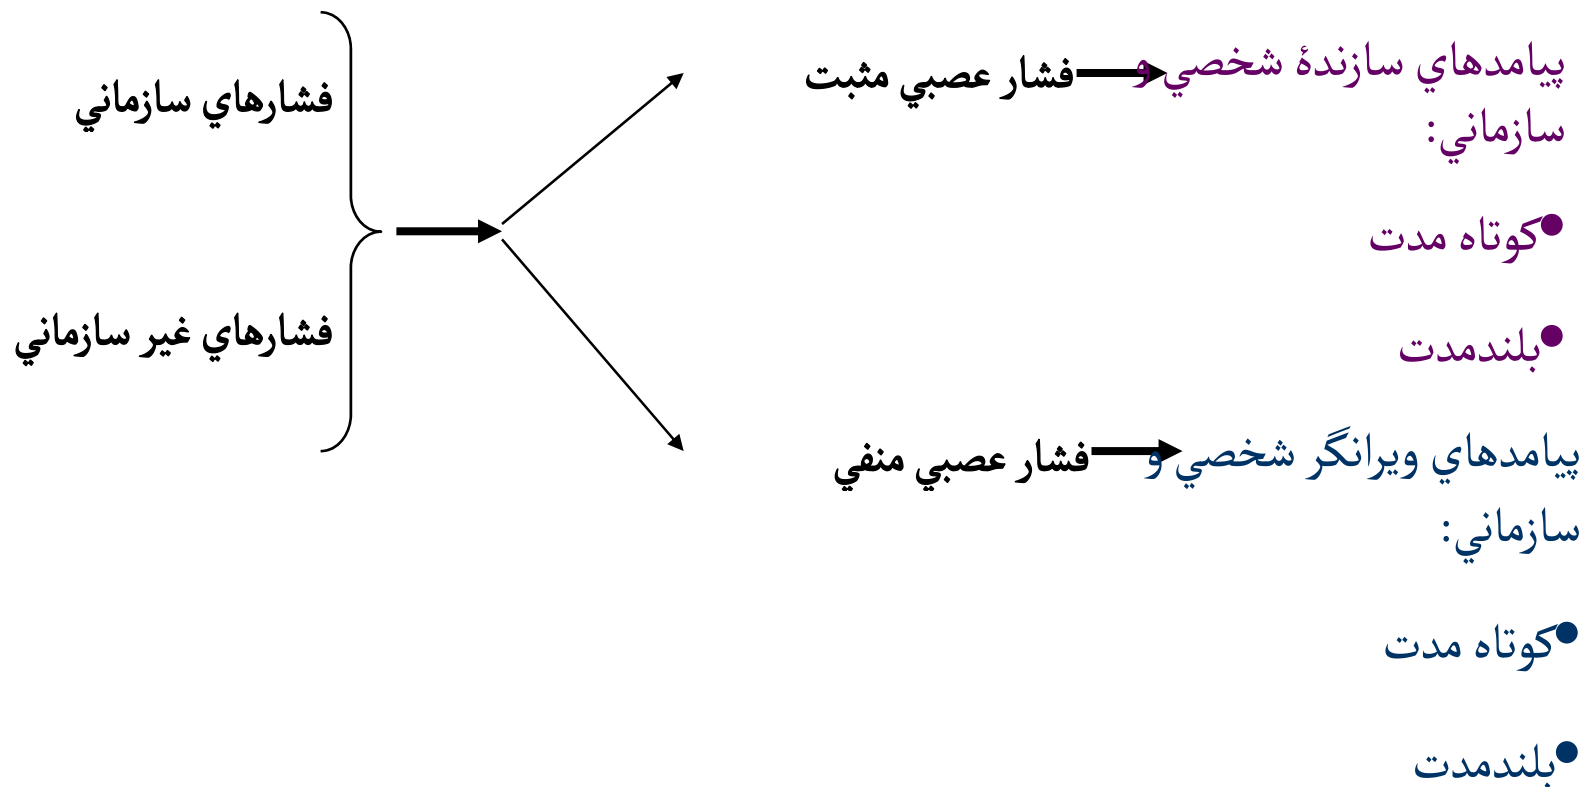 فشارهاي سازماني
فشارهاي غير سازماني
فشار عصبي مثبت
پيامدهاي سازندۀ شخصي و
سازماني:
•كوتاه مدت
•بلندمدت
فشار عصبي منفي
پيامدهاي ويرانگر شخصي و
سازماني:
•كوتاه مدت
•بلندمدت